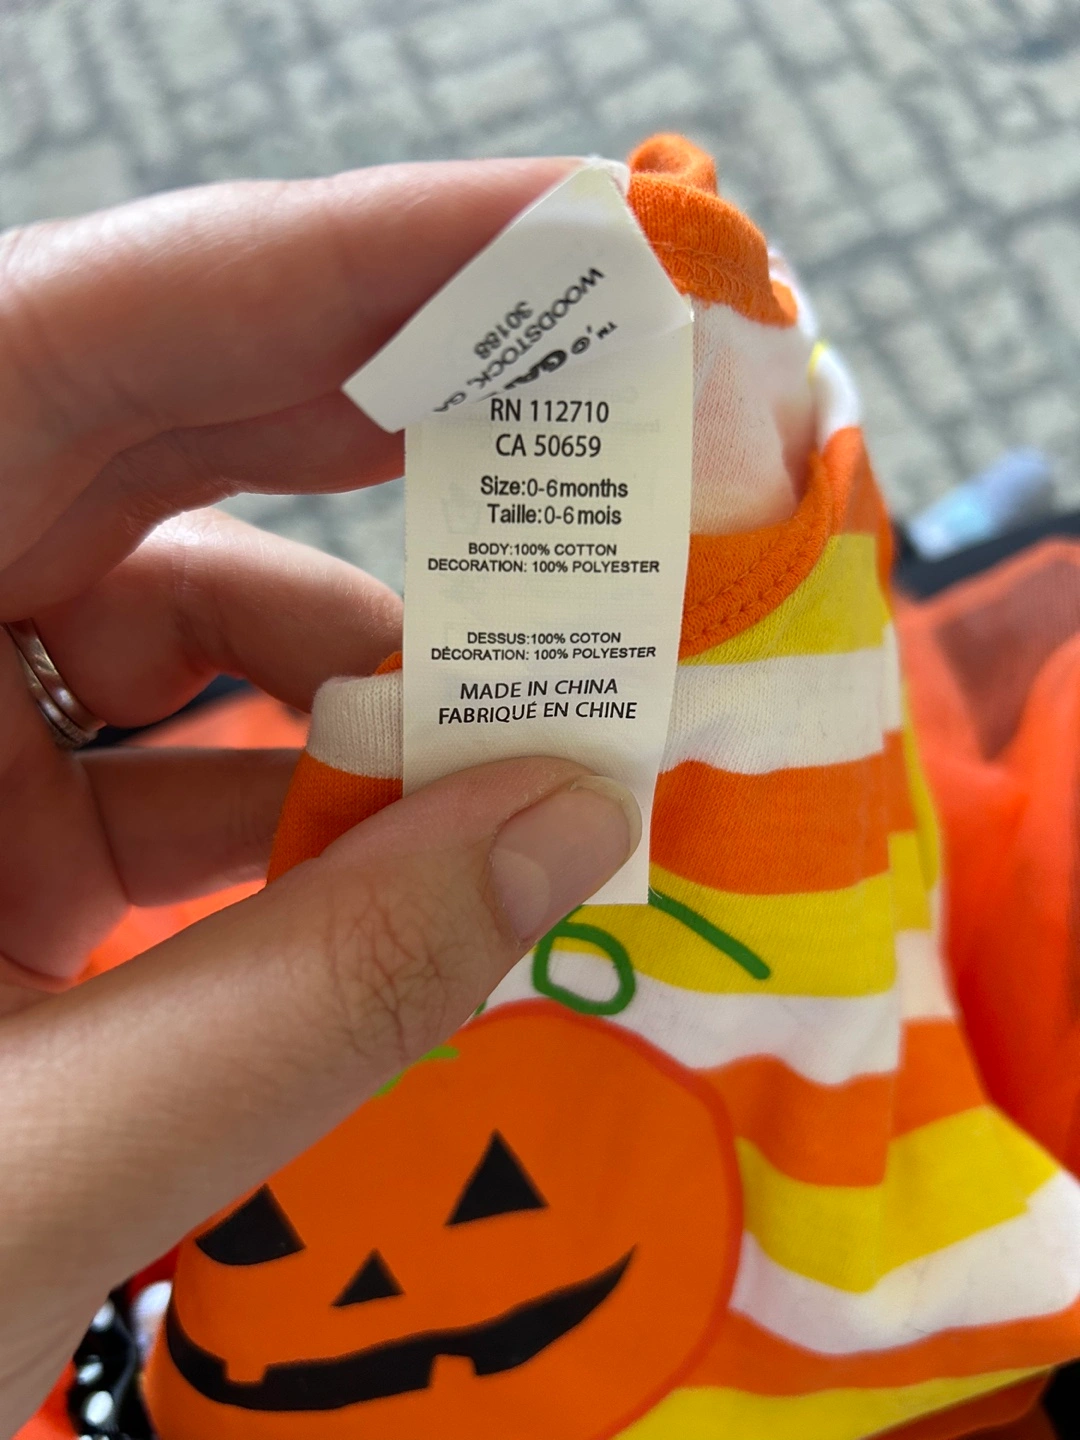 WOODSTOCK, GA
30188
RN 112710
CA 50659
Size:0-6months
Taille:0-6mois
BODY:100% COTTON
DECORATION: 100% POLYESTER
DESSUS:100% COTON
DÉCORATION: 100% POLYESTER
MADE IN CHINA
FABRIQUÉ EN CHINE